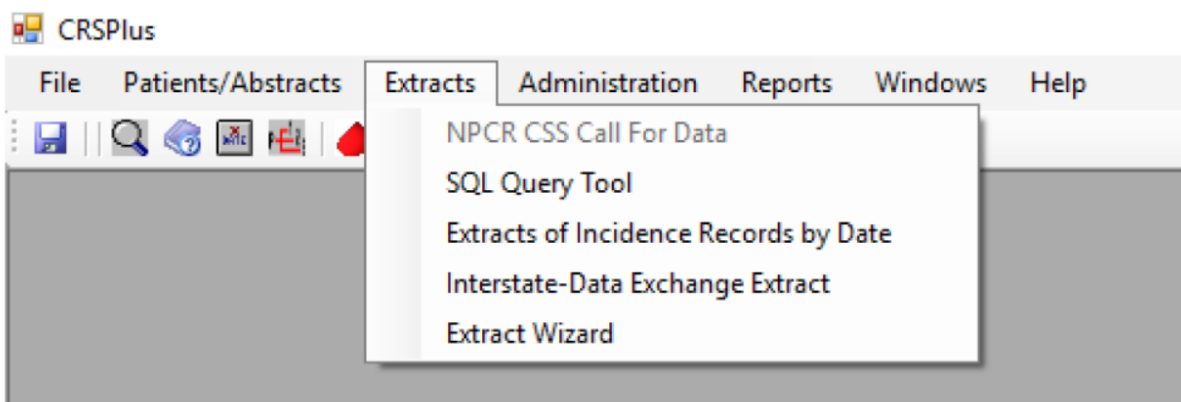 CRSPlus
File Patients/Abstracts Extracts Administration Reports Windows Help
NPCR CSS Call For Data
SQL Query Tool
Extracts of Incidence Records by Date
Interstate-Data Exchange Extract
Extract Wizard